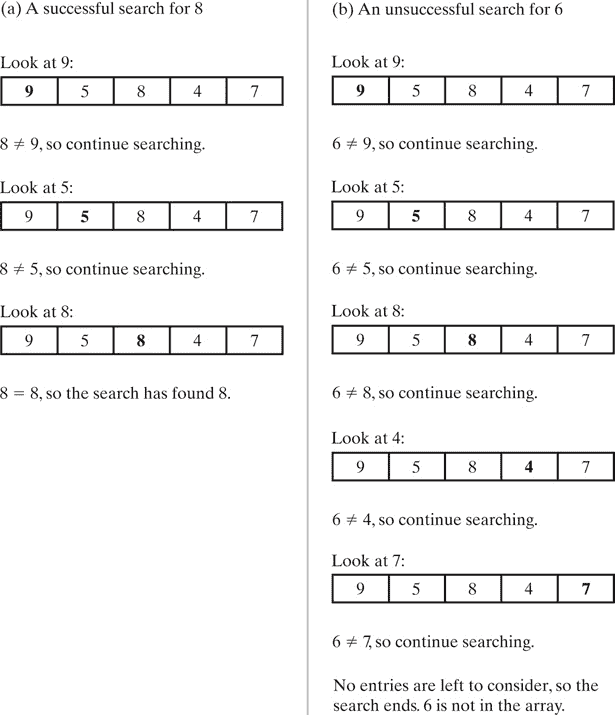 (a) A successful search for 8
Look at 9:
9 5 8 4 7
8 ≠ 9, so continue searching.
Look at 5:
9 5 8 4 7
8 ≠ 5, so continue searching.
Look at 8:
9 5 8 4 7
8 = 8, so the search has found 8.
(b) An unsuccessful search for 6
Look at 9:
9 5 8 4 7
6 ≠ 9, so continue searching.
Look at 5:
9 5 8 4 7
6 ≠ 5, so continue searching.
Look at 8:
9 5 8 4 7
6 ≠ 8, so continue searching.
Look at 4:
9 5 8 4 7
6 ≠ 4, so continue searching.
Look at 7:
9 5 8 4 7
6 ≠ 7, so continue searching.
No entries are left to consider, so the
search ends. 6 is not in the array.